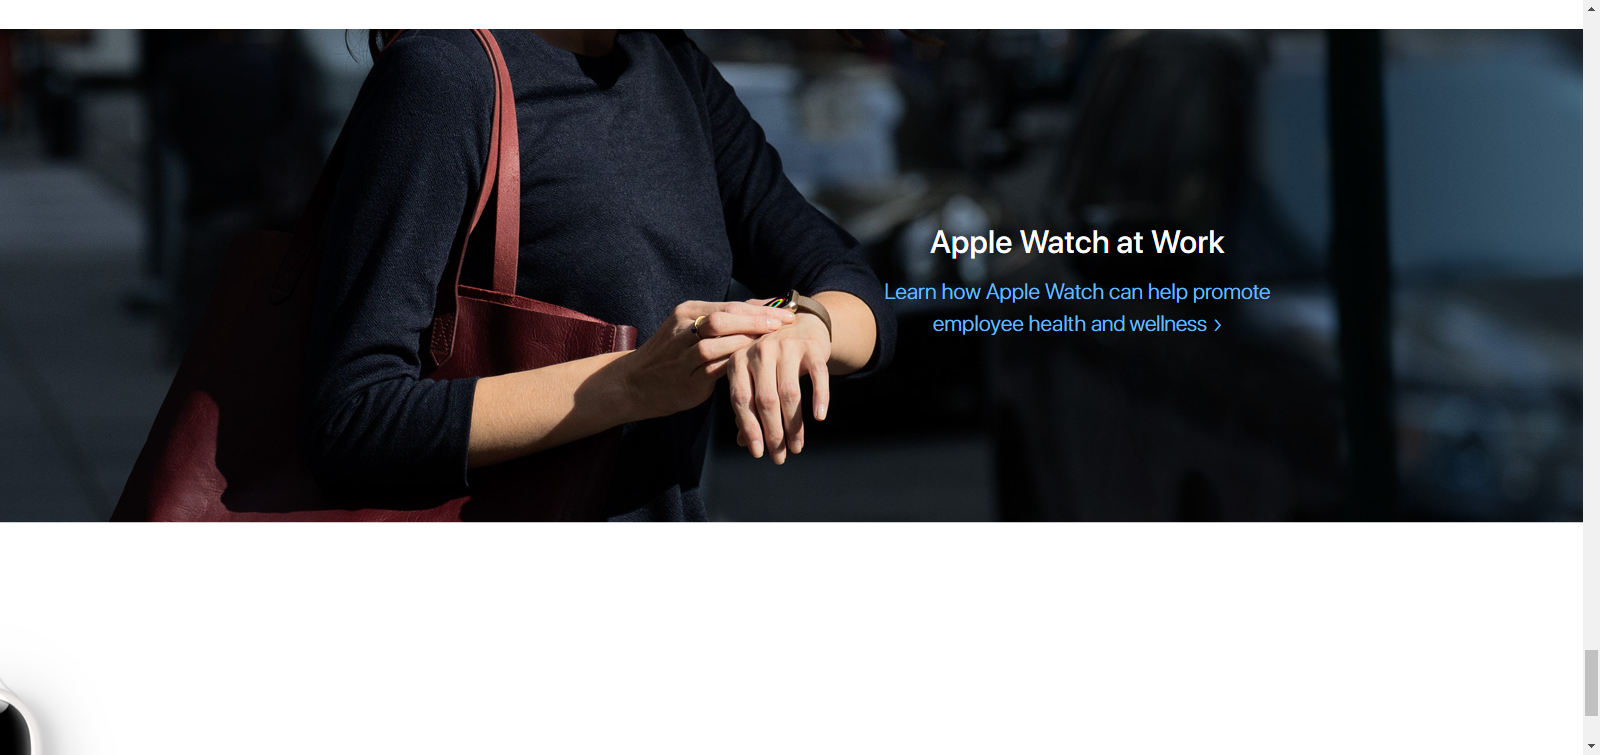 Apple Watch at Work
Learn how Apple Watch can help promote
employee health and wellness >